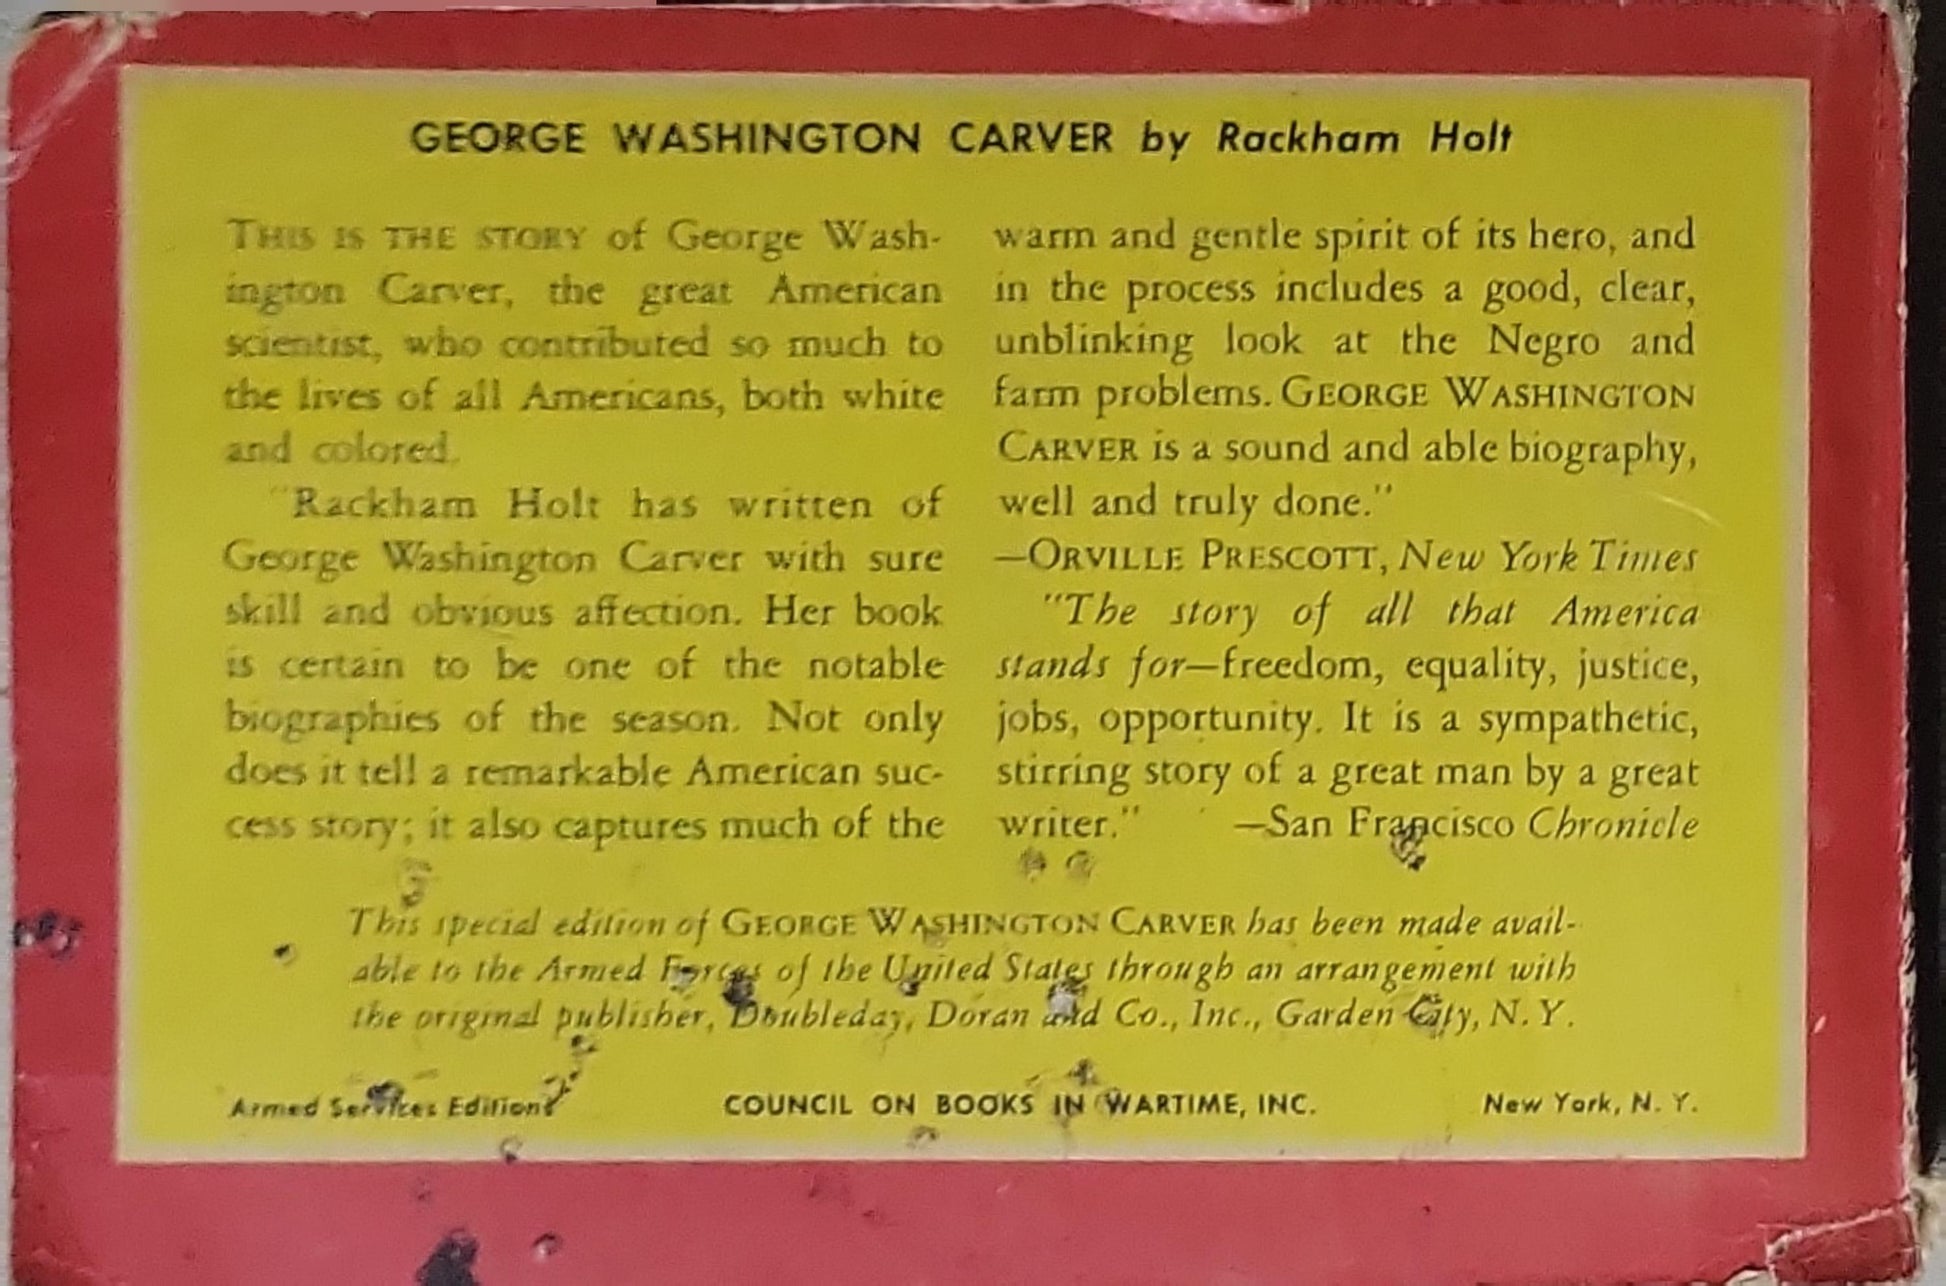 GEORGE WASHINGTON CARVER by Rackham Holt
THIS IS THE STORY of George Wash-
ington Carver, the great American
scientist, who contributed so much to
the lives of all Americans, both white
and colored.
"Rackham Holt has written of
George Washington Carver with sure
skill and obvious affection. Her book
is certain to be one of the notable
biographies of the season. Not only
does it tell a remarkable American suc-
cess story; it also captures much of the
warm and gentle spirit of its hero, and
in the process includes a good, clear,
unblinking look at the Negro and
farm problems. GEORGE WASHINGTON
CARVER is a sound and able biography,
well and truly done."
—ORVILLE PRESCOTT, New York Times
"The story of all that America
stands for—freedom, equality, justice,
jobs, opportunity. It is a sympathetic,
stirring story of a great man by a great
writer." —San Francisco Chronicle
This special edition of GEORGE WASHINGTON CARVER has been made avail-
able to the Armed Forces of the United States through an arrangement with
the original publisher, Doubleday, Doran and Co., Inc., Garden City, N. Y.
Armed Services Editions COUNCIL ON BOOKS IN WARTIME, INC. New York, N. Y.